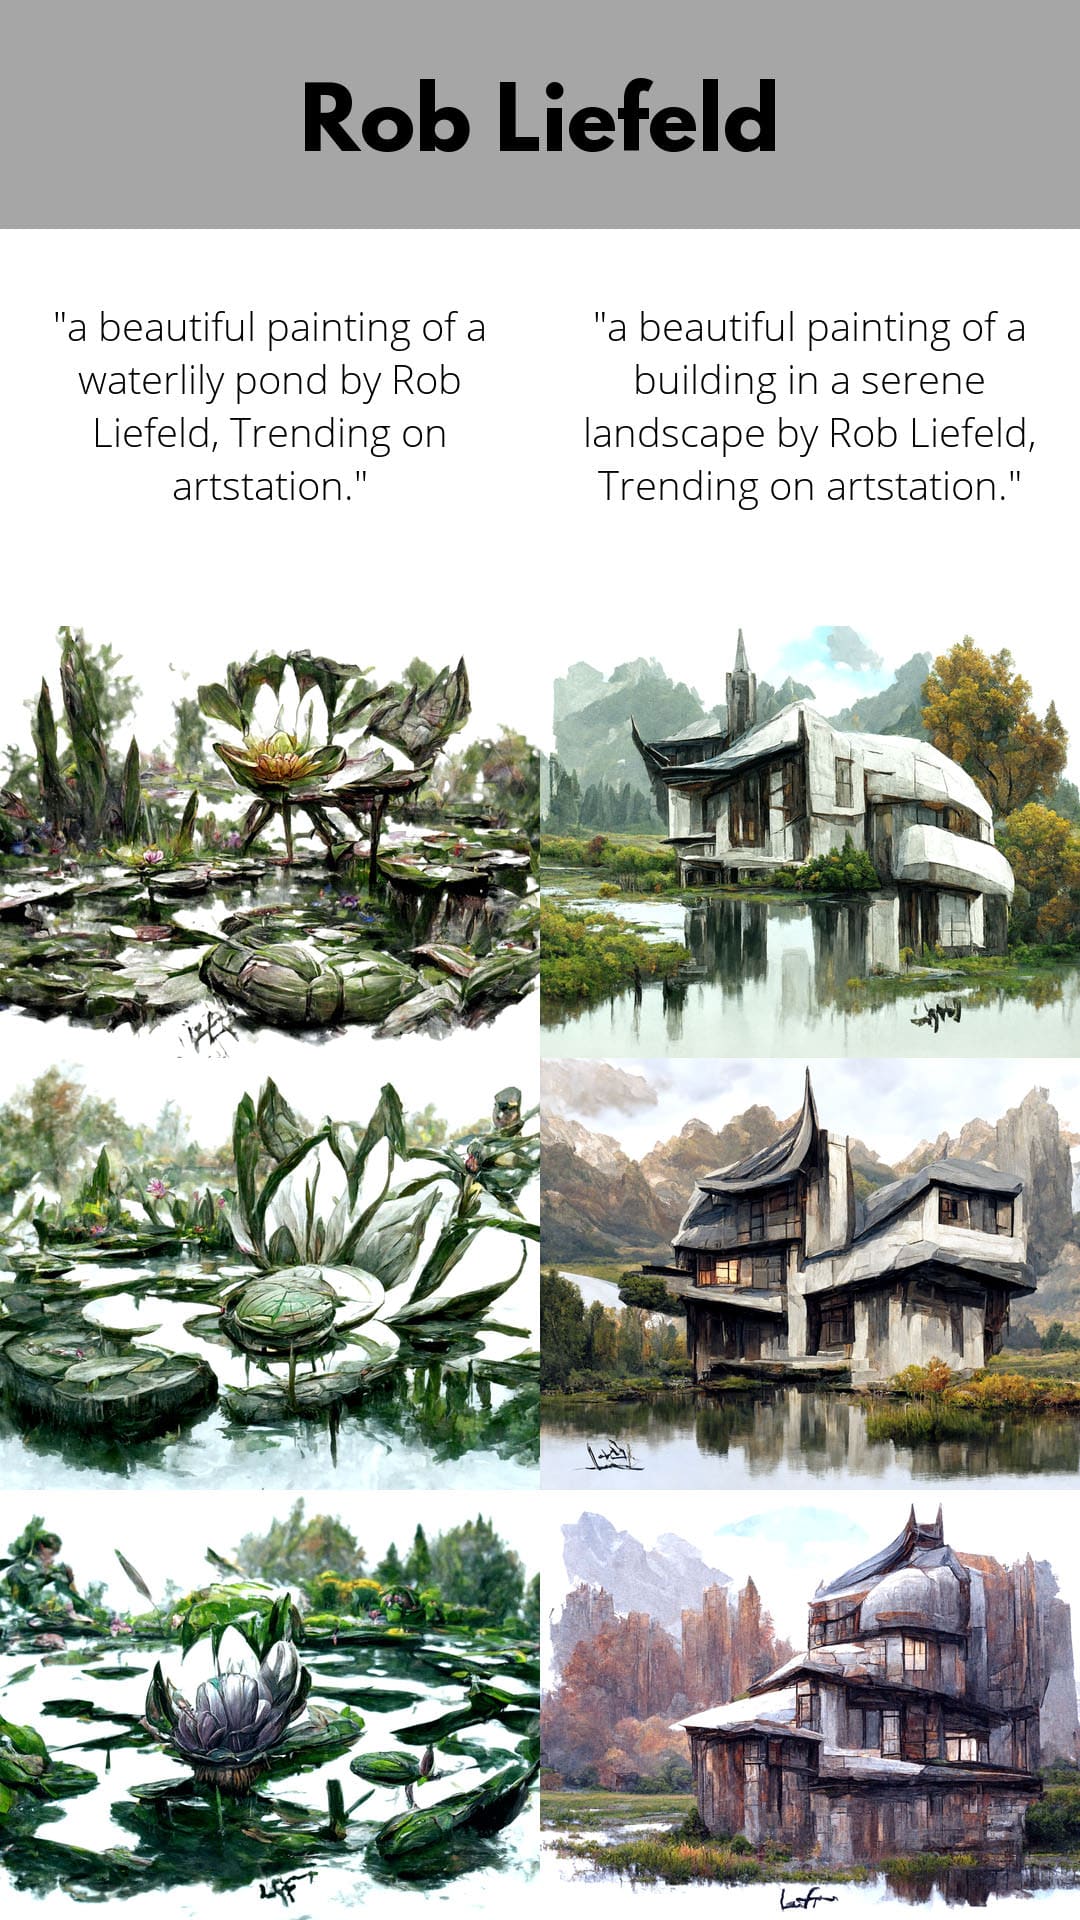 Rob Liefeld
"a beautiful painting of a
waterlily pond by Rob
Liefeld, Trending on
artstation."
"a beautiful painting of a
building in a serene
landscape by Rob Liefeld,
Trending on artstation."